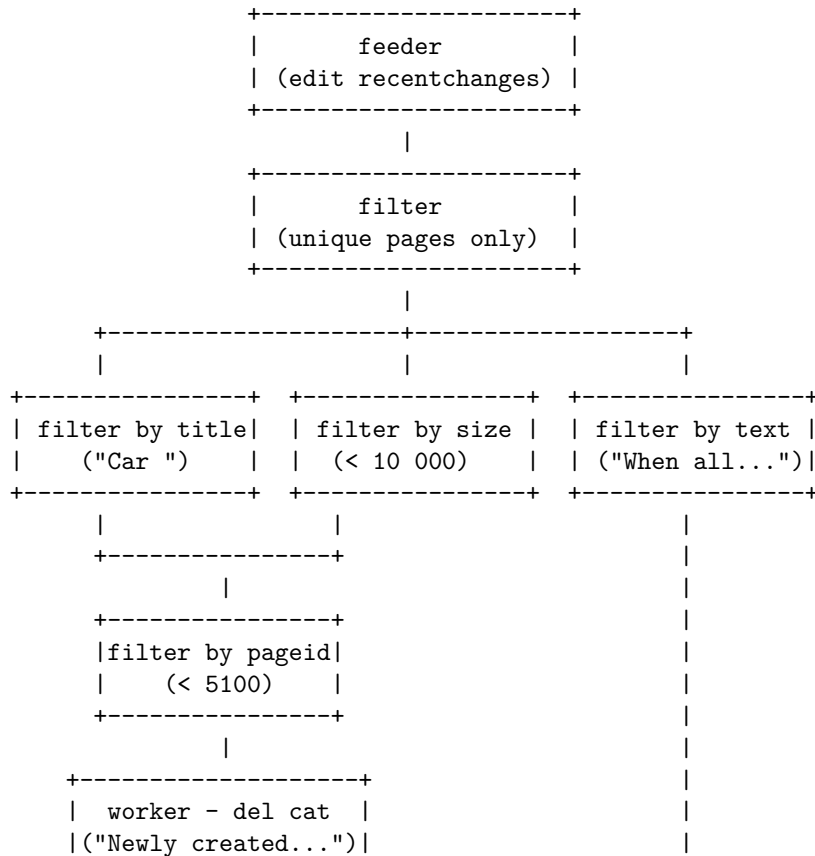 feeder
(edit recentchanges)
filter
(unique pages only)
filter by title
("Car ")
filter by size
(< 10 000)
filter by text
("When all...")
filter by pageid
(< 5100)
worker - del cat
("Newly created...")